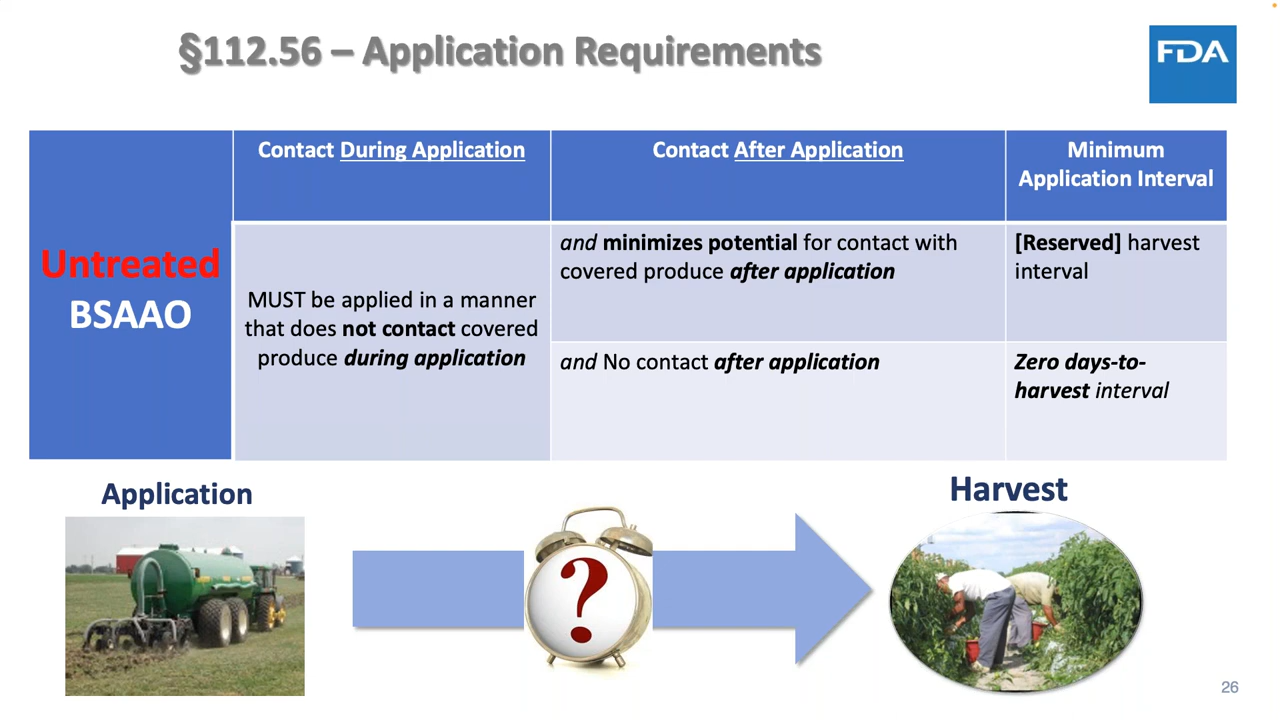 §112.56 – Application Requirements
FDA
Contact During Application
Contact After Application
Minimum
Application Interval
Untreated
BSAAO
MUST be applied in a manner
that does not contact covered
produce during application
and minimizes potential for contact with
covered produce after application
[Reserved] harvest
interval
and No contact after application
Zero days-to-
harvest interval
Application
Harvest
?
26